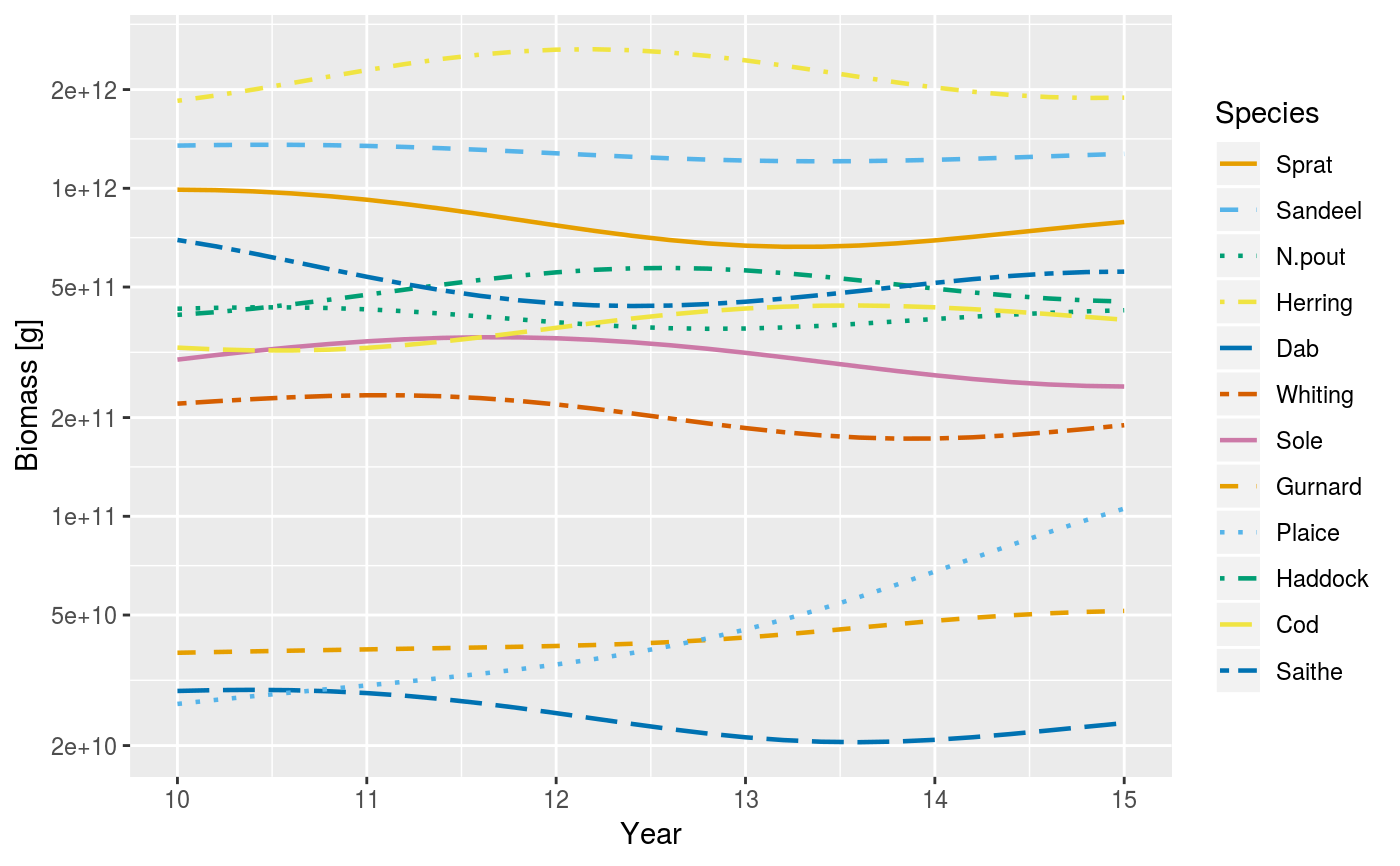 2e+12
1e+12
5e+11
2e+11
1e+11
5e+10
2e+10
Biomass [g]
10
11
12
13
14
15
Year
Species
Sprat
Sandeel
N.pout
Herring
Dab
Whiting
Sole
Gurnard
Plaice
Haddock
Cod
Saithe